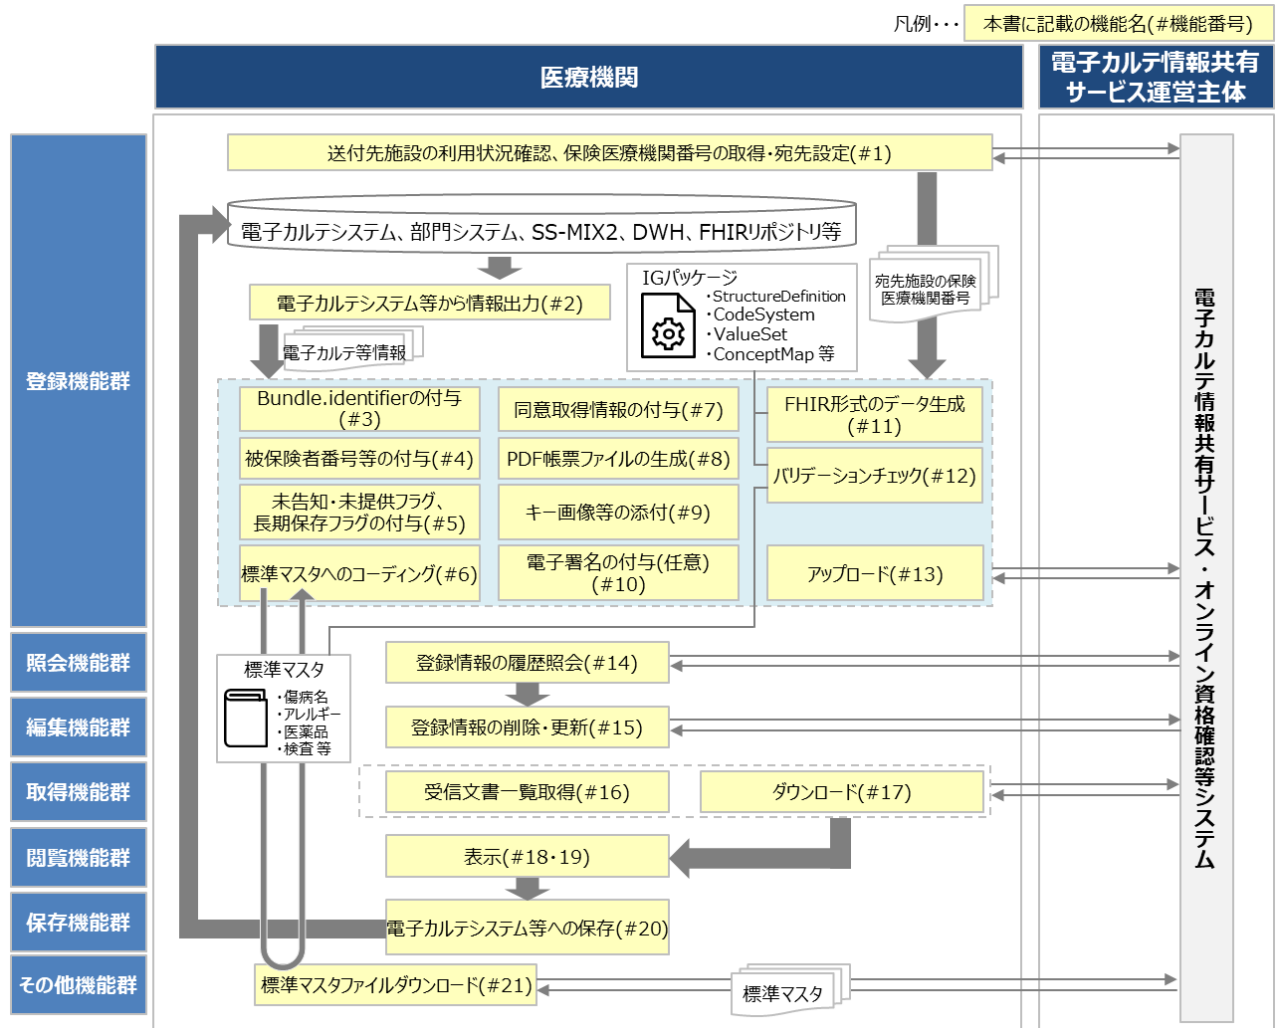 凡例・・・
本書に記載の機能名(#機能番号)
医療機関
電子カルテ情報共有
サービス運営主体
登録機能群
送付先施設の利用状況確認、保険医療機関番号の取得・宛先設定(#1)
電子カルテシステム、部門システム、SS-MIX2、DWH、FHIRリポジトリ等
電子カルテシステム等から情報出力(#2)
電子カルテ等情報
IGパッケージ
・StructureDefinition
・CodeSystem
・ValueSet
・ConceptMap 等
宛先施設の保険
医療機関番号
Bundle.identifierの付与
(#3)
被保険者番号等の付与(#4)
未告知・未提供フラグ、
長期保存フラグの付与(#5)
標準マスタへのコーディング(#6)
同意取得情報の付与(#7)
PDF帳票ファイルの生成(#8)
キー画像等の添付(#9)
電子署名の付与(任意)
(#10)
FHIR形式のデータ生成
(#11)
バリデーションチェック(#12)
アップロード(#13)
電子カルテ情報共有サービス・オンライン資格確認等システム
照会機能群
登録情報の履歴照会(#14)
標準マスタ
・傷病名
・アレルギー
・医薬品
・検査 等
編集機能群
登録情報の削除・更新(#15)
取得機能群
受信文書一覧取得(#16)
ダウンロード(#17)
閲覧機能群
表示(#18・19)
保存機能群
電子カルテシステム等への保存(#20)
その他機能群
標準マスタファイルダウンロード(#21)
標準マスタ